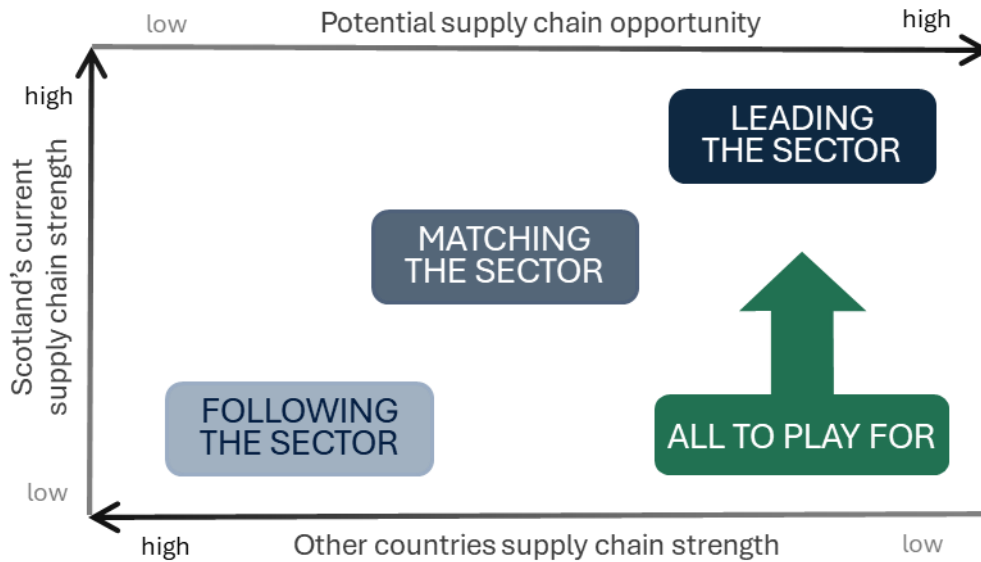 low
Potential supply chain opportunity
high
high
Scotland's current
supply chain strength
low
LEADING
THE SECTOR
MATCHING
THE SECTOR
FOLLOWING
THE SECTOR
ALL TO PLAY FOR
high
Other countries supply chain strength
low